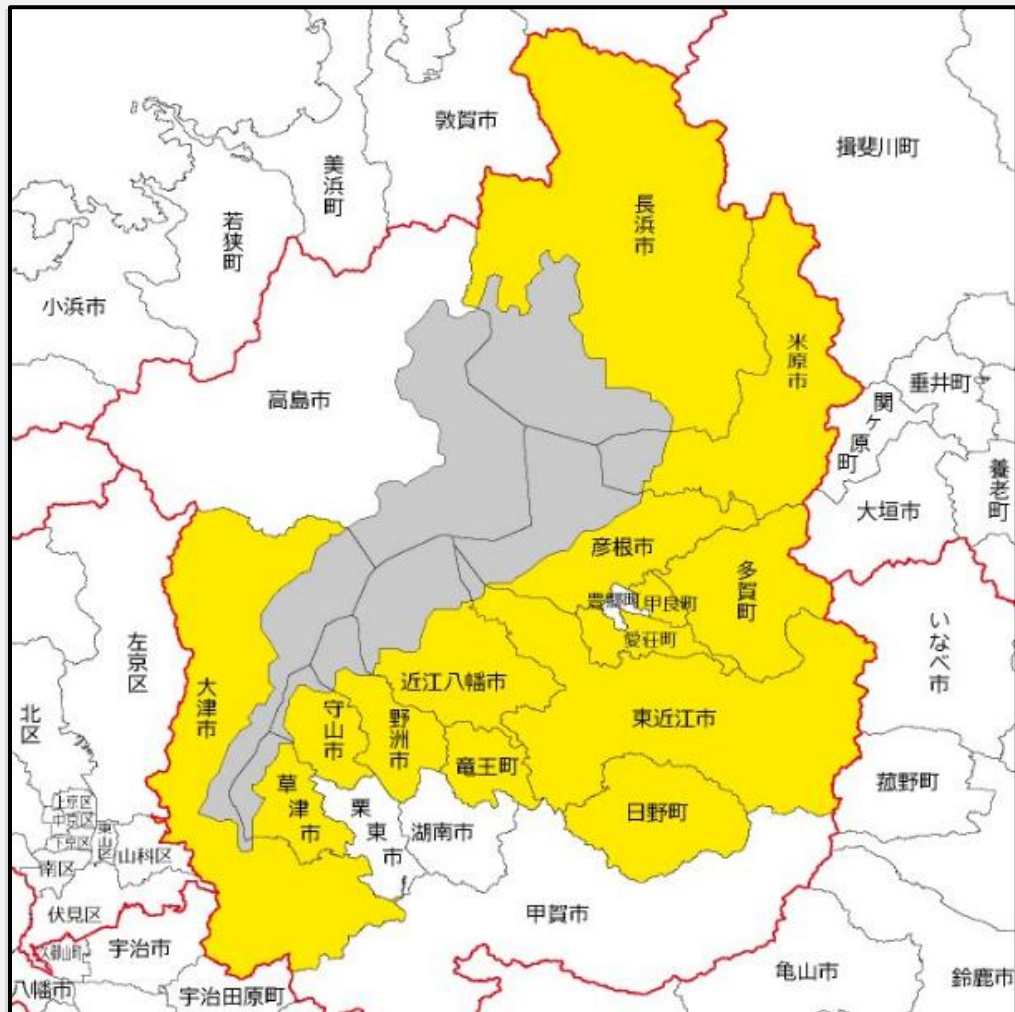 敦賀市
揖斐川町
美浜町
若狭町
長浜市
小浜市
米原市
高島市
垂井町
関ヶ原町
養老町
大垣市
彦根市
多賀町
豊郷町
甲良町
愛荘町
いなべ市
左京区
北区
大津市
近江八幡市
東近江市
守山市
野洲市
竜王町
日野町
菰野町
草津市
栗東市
湖南市
上京区
中京区
下京区
東山区
山科区
南区
伏見区
甲賀市
久御山町
宇治市
八幡市
宇治田原町
亀山市
鈴鹿市